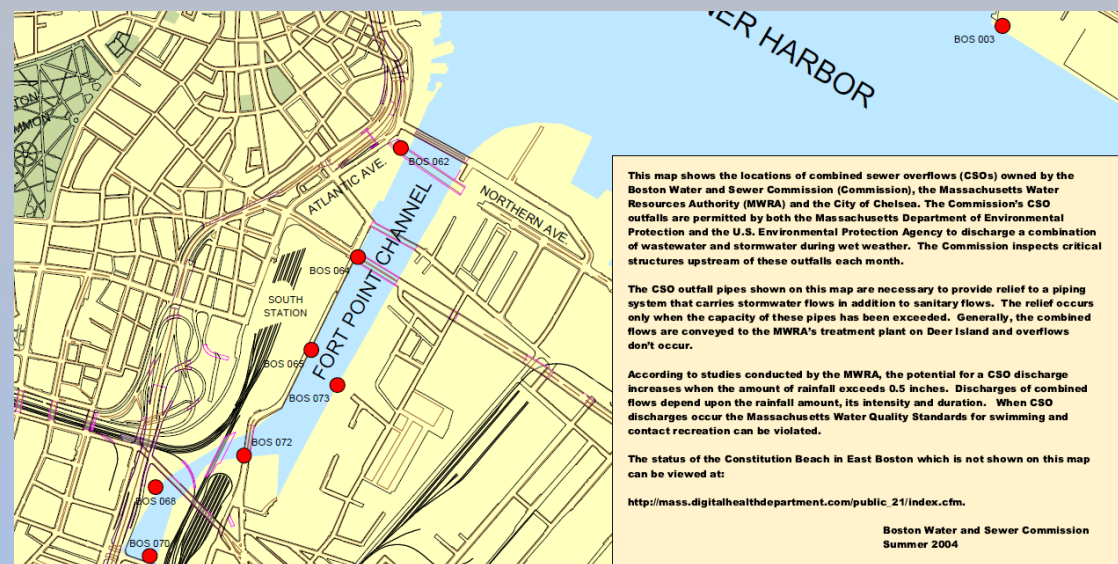 NER HARBOR
BOS 003
TON
MMON
BOS 062
ATLANTIC AVE.
NORTHERN AVE.
FORT POINT CHANNEL
BOS 064
SOUTH
STATION
BOS 065
BOS 073
BOS 072
BOS 068
BOS 070
This map shows the locations of combined sewer overflows (CSOs) owned by the
Boston Water and Sewer Commission (Commission), the Massachusetts Water
Resources Authority (MWRA) and the City of Chelsea. The Commission's CSO
outfalls are permitted by both the Massachusetts Department of Environmental
Protection and the U.S. Environmental Protection Agency to discharge a combination
of wastewater and stormwater during wet weather. The Commission inspects critical
structures upstream of these outfalls each month.
The CSO outfall pipes shown on this map are necessary to provide relief to a piping
system that carries stormwater flows in addition to sanitary flows. The relief occurs
only when the capacity of these pipes has been exceeded. Generally, the combined
flows are conveyed to the MWRA's treatment plant on Deer Island and overflows
don't occur.
According to studies conducted by the MWRA, the potential for a CSO discharge
increases when the amount of rainfall exceeds 0.5 inches. Discharges of combined
flows depend upon the rainfall amount, its intensity and duration. When CSO
discharges occur the Massachusetts Water Quality Standards for swimming and
contact recreation can be violated.
The status of the Constitution Beach in East Boston which is not shown on this map
can be viewed at:
http://mass.digitalhealthdepartment.com/public_21/index.cfm.
Boston Water and Sewer Commission
Summer 2004